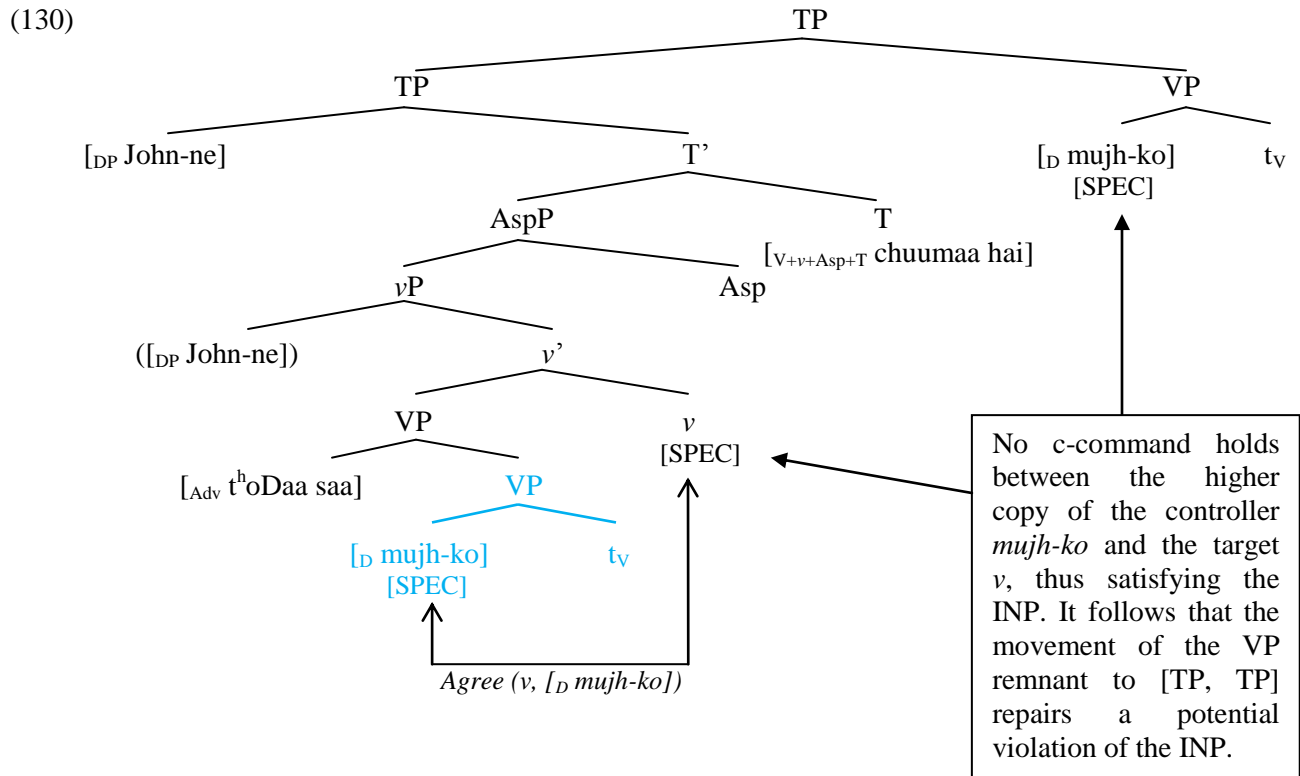 (130)
TP
TP VP
[DP John-ne] T’ [D mujh-ko] tV
[SPEC]
AspP T
[V+v+Asp+T chuumaa hai]
vP Asp
([DP John-ne]) v’
VP v
[SPEC]
[Adv tʰoDaa saa] VP
[D mujh-ko] tV
[SPEC]
Agree (v, [D mujh-ko])
No c-command holds
between the higher
copy of the controller
mujh-ko and the target
v, thus satisfying the
INP. It follows that the
movement of the VP
remnant to [TP, TP]
repairs a potential
violation of the INP.